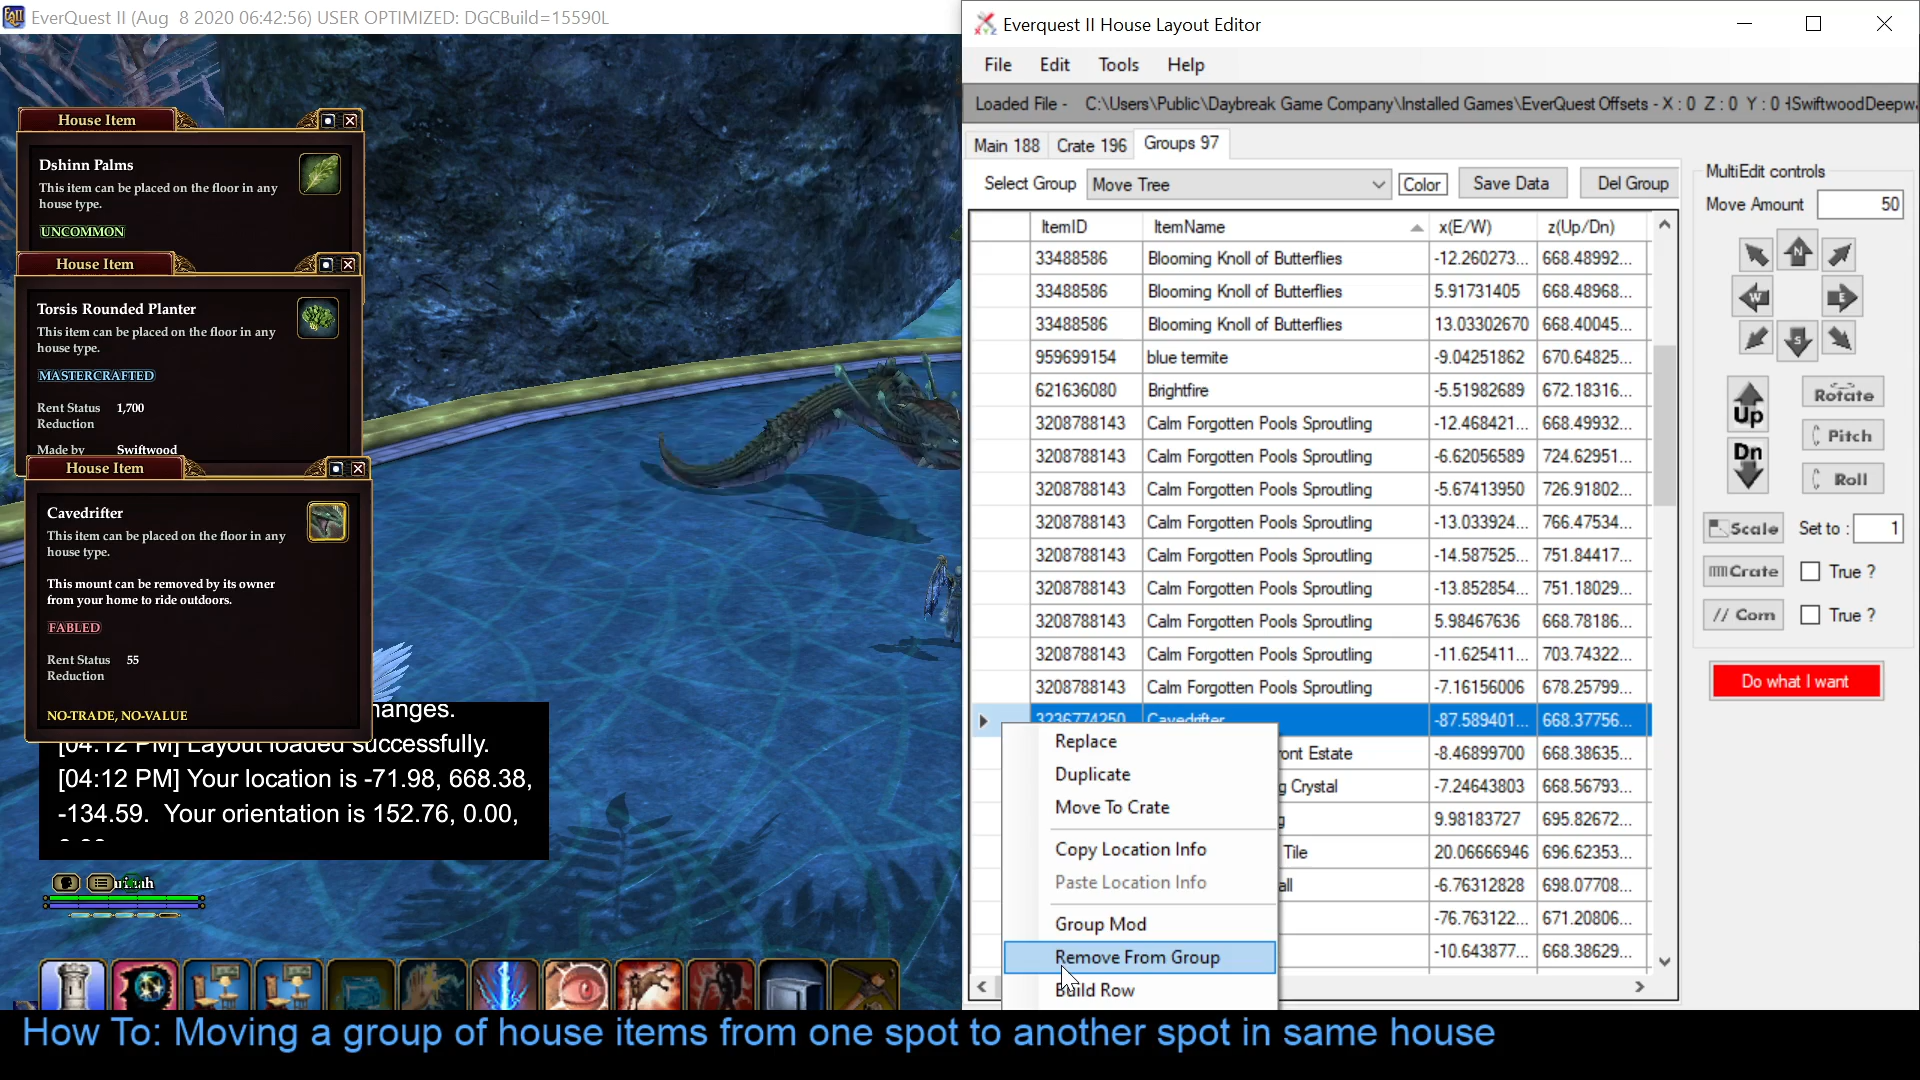 EverQuest II (Aug 8 2020 06:42:56) USER OPTIMIZED: DGCBuild=15590L
House Item
Dshinn Palms
This item can be placed on the floor in any
house type.
UNCOMMON
House Item
Torsis Rounded Planter
This item can be placed on the floor in any
house type.
MASTERCRAFTED
Rent Status 1,700
Reduction
Made by Swiftwood
House Item
Cavedrifter
This item can be placed on the floor in any
house type.
This mount can be removed by its owner
from your home to ride outdoors.
FABLED
Rent Status 55
Reduction
NO-TRADE, NO-VALUE
hanges.
[04:12 PM] Layout loaded successfully.
[04:12 PM] Your location is -71.98, 668.38,
-134.59. Your orientation is 152.76, 0.00,
Everquest II House Layout Editor
File Edit Tools Help
Loaded File - C:\Users\Public\Daybreak Game Company\Installed Games\EverQuest Offsets - X : 0 Z : 0 Y : 0 ISwiftwoodDeepw
Main 188 Crate 196 Groups 97
Select Group Move Tree Color Save Data Del Group
ItemID ItemName x(E/W) z(Up/Dn)
33488586 Blooming Knoll of Butterflies -12.260273... 668.48992...
33488586 Blooming Knoll of Butterflies 5.91731405 668.48968...
33488586 Blooming Knoll of Butterflies 13.03302670 668.40045...
959699154 blue termite -9.04251862 670.64825...
621636080 Brightfire -5.51982689 672.18316...
3208788143 Calm Forgotten Pools Sproutling -12.468421... 668.49932...
3208788143 Calm Forgotten Pools Sproutling -6.62056589 724.62951...
3208788143 Calm Forgotten Pools Sproutling -5.67413950 726.91802...
3208788143 Calm Forgotten Pools Sproutling -13.033924... 766.47534...
3208788143 Calm Forgotten Pools Sproutling -14.587525... 751.84417...
3208788143 Calm Forgotten Pools Sproutling -13.852854... 751.18029...
3208788143 Calm Forgotten Pools Sproutling 5.98467636 668.78186...
3208788143 Calm Forgotten Pools Sproutling -11.625411... 703.74322...
3208788143 Calm Forgotten Pools Sproutling -7.16156006 678.25799...
3236774250 Cavedrifter -87.589401... 668.37756...
ont Estate -8.46899700 668.38635...
g Crystal -7.24643803 668.56793...
g 9.98183727 695.82672...
Tile 20.06666946 696.62353...
all -6.76312828 698.07708...
-76.763122... 671.20806...
-10.643877... 668.38629...
Replace
Duplicate
Move To Crate
Copy Location Info
Paste Location Info
Group Mod
Remove From Group
Build Row
MultiEdit controls
Move Amount 50
N
W E
S
Up
Dn
Rotate
Pitch
Roll
Scale Set to : 1
Crate True ?
// Corn True ?
Do what I want
How To: Moving a group of house items from one spot to another spot in same house